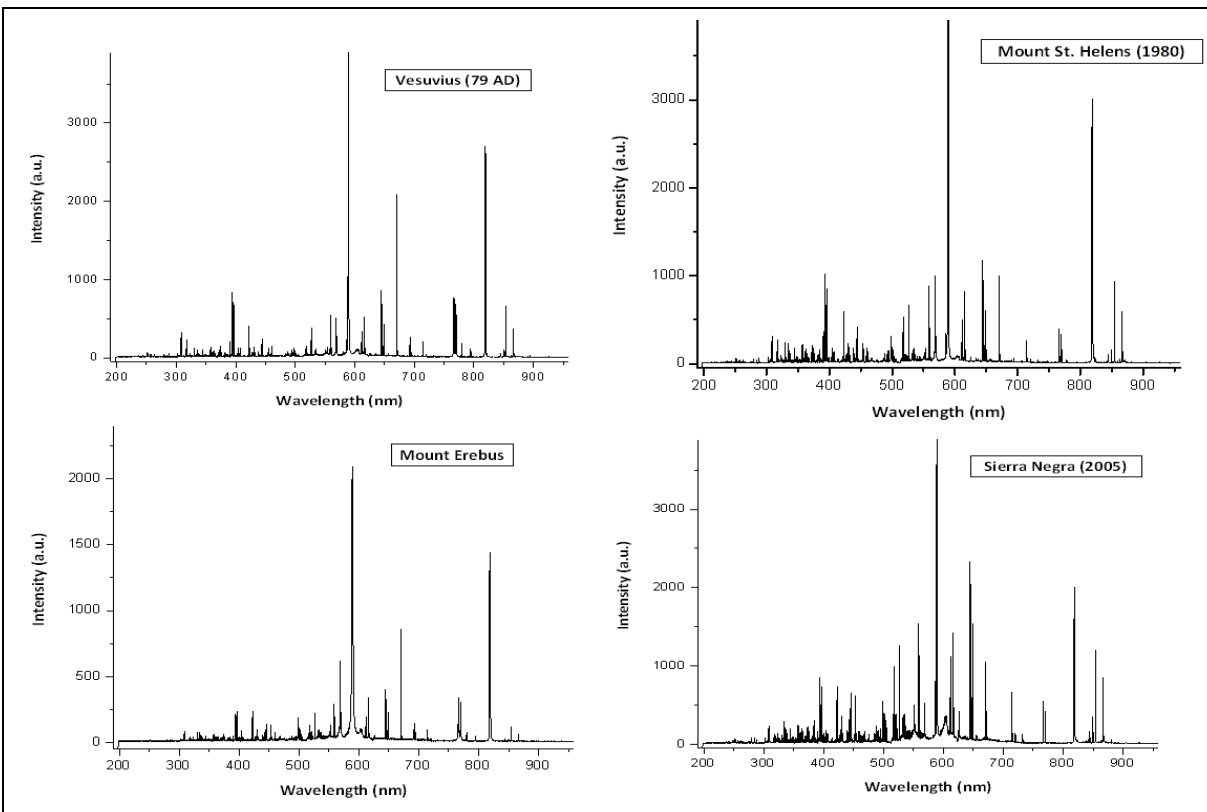 Vesuvius (79 AD)
Intensity (a.u.)
3000
2000
1000
0
200 300 400 500 600 700 800 900
Wavelength (nm)
Mount St. Helens (1980)
Intensity (a.u.)
3000
2000
1000
0
200 300 400 500 600 700 800 900
Wavelength (nm)
Mount Erebus
Intensity (a.u.)
2000
1500
1000
500
0
200 300 400 500 600 700 800 900
Wavelength (nm)
Sierra Negra (2005)
Intensity (a.u.)
3000
2000
1000
0
200 300 400 500 600 700 800 900
Wavelength (nm)